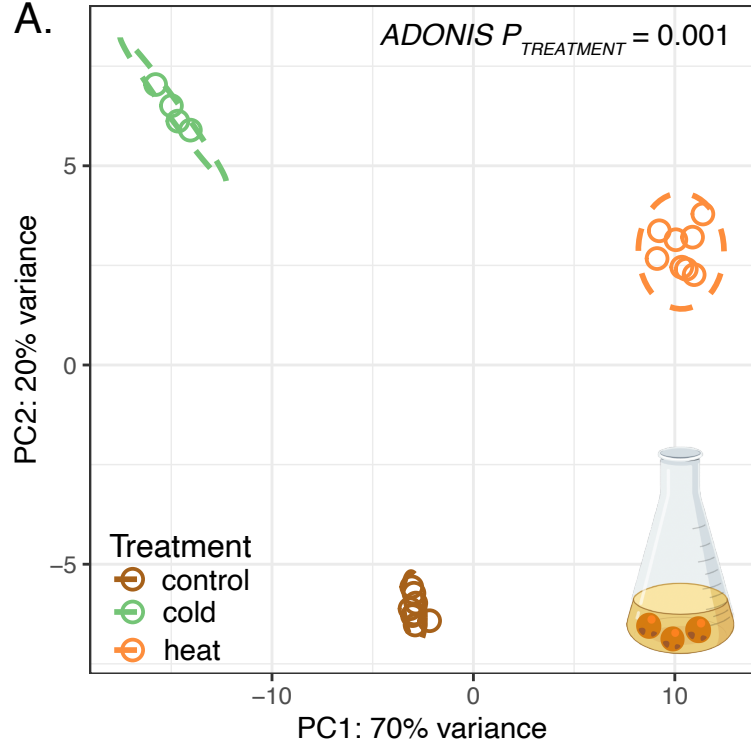 A.
ADONIS P_TREATMENT = 0.001
PC2: 20% variance
5
0
−5
Treatment
control
cold
heat
−10
0
10
PC1: 70% variance